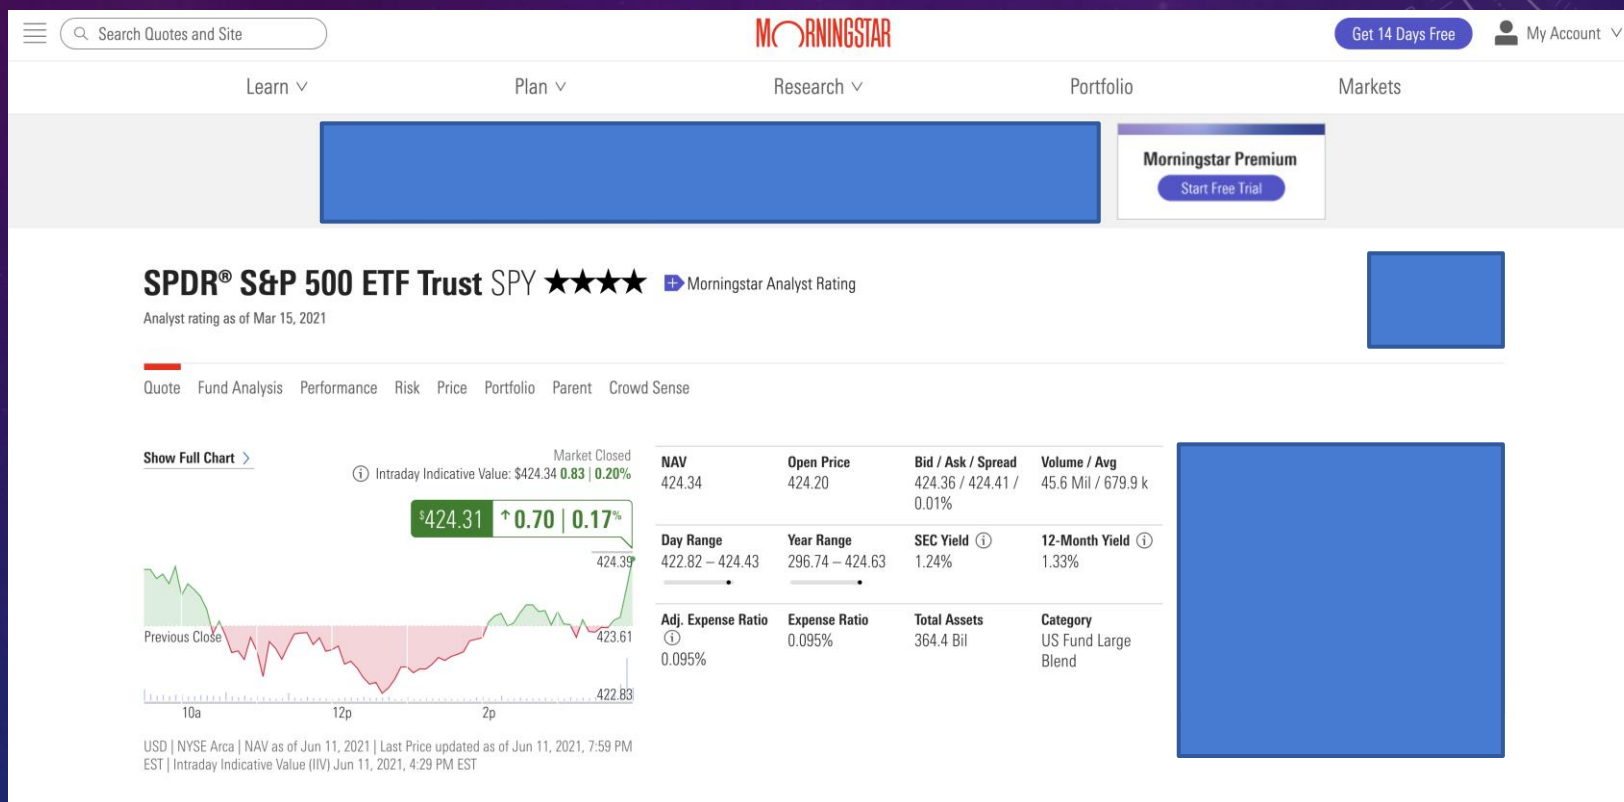 Search Quotes and Site
MORNINGSTAR
Get 14 Days Free
My Account
Learn
Plan
Research
Portfolio
Markets
Morningstar Premium
Start Free Trial
SPDR® S&P 500 ETF Trust SPY ★★★★ Morningstar Analyst Rating
Analyst rating as of Mar 15, 2021
Quote Fund Analysis Performance Risk Price Portfolio Parent Crowd Sense
Show Full Chart
Market Closed
Intraday Indicative Value: $424.34 0.83 | 0.20%
$424.31 ↑0.70 | 0.17%
424.39
Previous Close
423.61
422.83
10a 12p 2p
USD | NYSE Arca | NAV as of Jun 11, 2021 | Last Price updated as of Jun 11, 2021, 7:59 PM
EST | Intraday Indicative Value (IIV) Jun 11, 2021, 4:29 PM EST
NAV
424.34
Open Price
424.20
Bid / Ask / Spread
424.36 / 424.41 /
0.01%
Volume / Avg
45.6 Mil / 679.9 k
Day Range
422.82 – 424.43
Year Range
296.74 – 424.63
SEC Yield
1.24%
12-Month Yield
1.33%
Adj. Expense Ratio
0.095%
Expense Ratio
0.095%
Total Assets
364.4 Bil
Category
US Fund Large
Blend